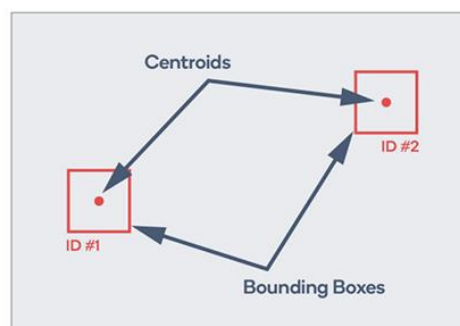 Centroids
ID #2
ID #1
Bounding Boxes